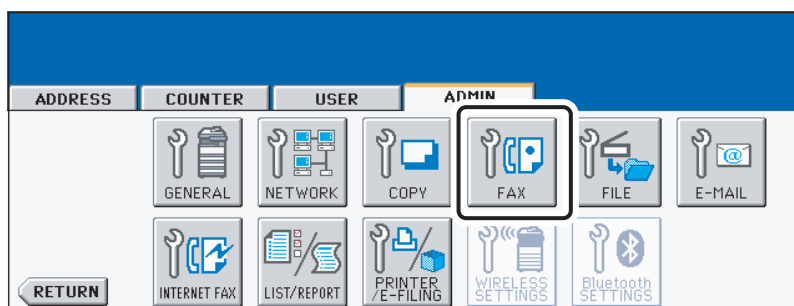 ADDRESS COUNTER USER ADMIN
GENERAL NETWORK COPY FAX FILE E-MAIL
@
INTERNET FAX LIST/REPORT PRINTER
/E-FILING WIRELESS
SETTINGS Bluetooth
SETTINGS
RETURN